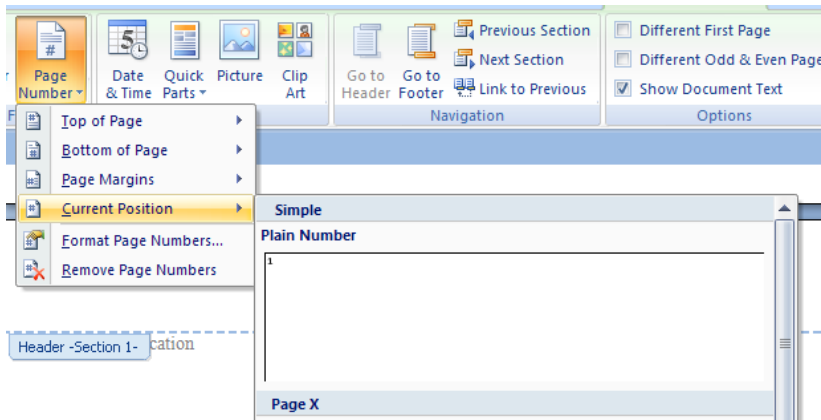 Previous Section
Different First Page
Next Section
Different Odd & Even Page
Page Number
Date & Time
Quick Parts
Picture
Clip Art
Go to Header
Go to Footer
Link to Previous
Show Document Text
Navigation
Options
Top of Page
Bottom of Page
Page Margins
Current Position
Format Page Numbers...
Remove Page Numbers
Simple
Plain Number
1
Header -Section 1-
cation
Page X